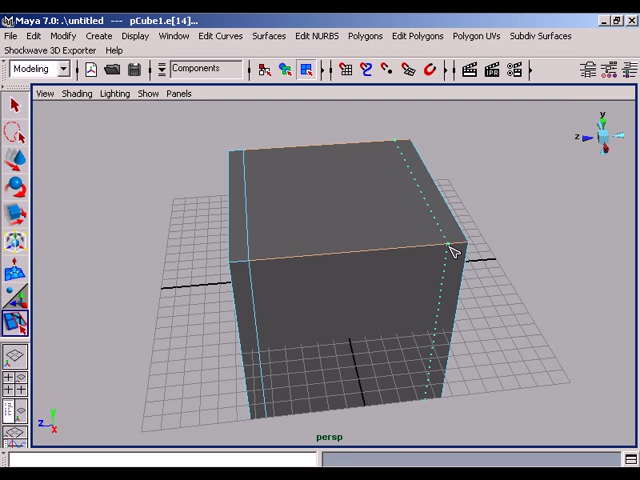 Maya 7.0: .\untitled --- pCube1.e[14]...
File Edit Modify Create Display Window Edit Curves Surfaces Edit NURBS Polygons Edit Polygons Polygon UVs Subdiv Surfaces
Shockwave 3D Exporter Help
Modeling Components
View Shading Lighting Show Panels
y
z
y
z
x
persp